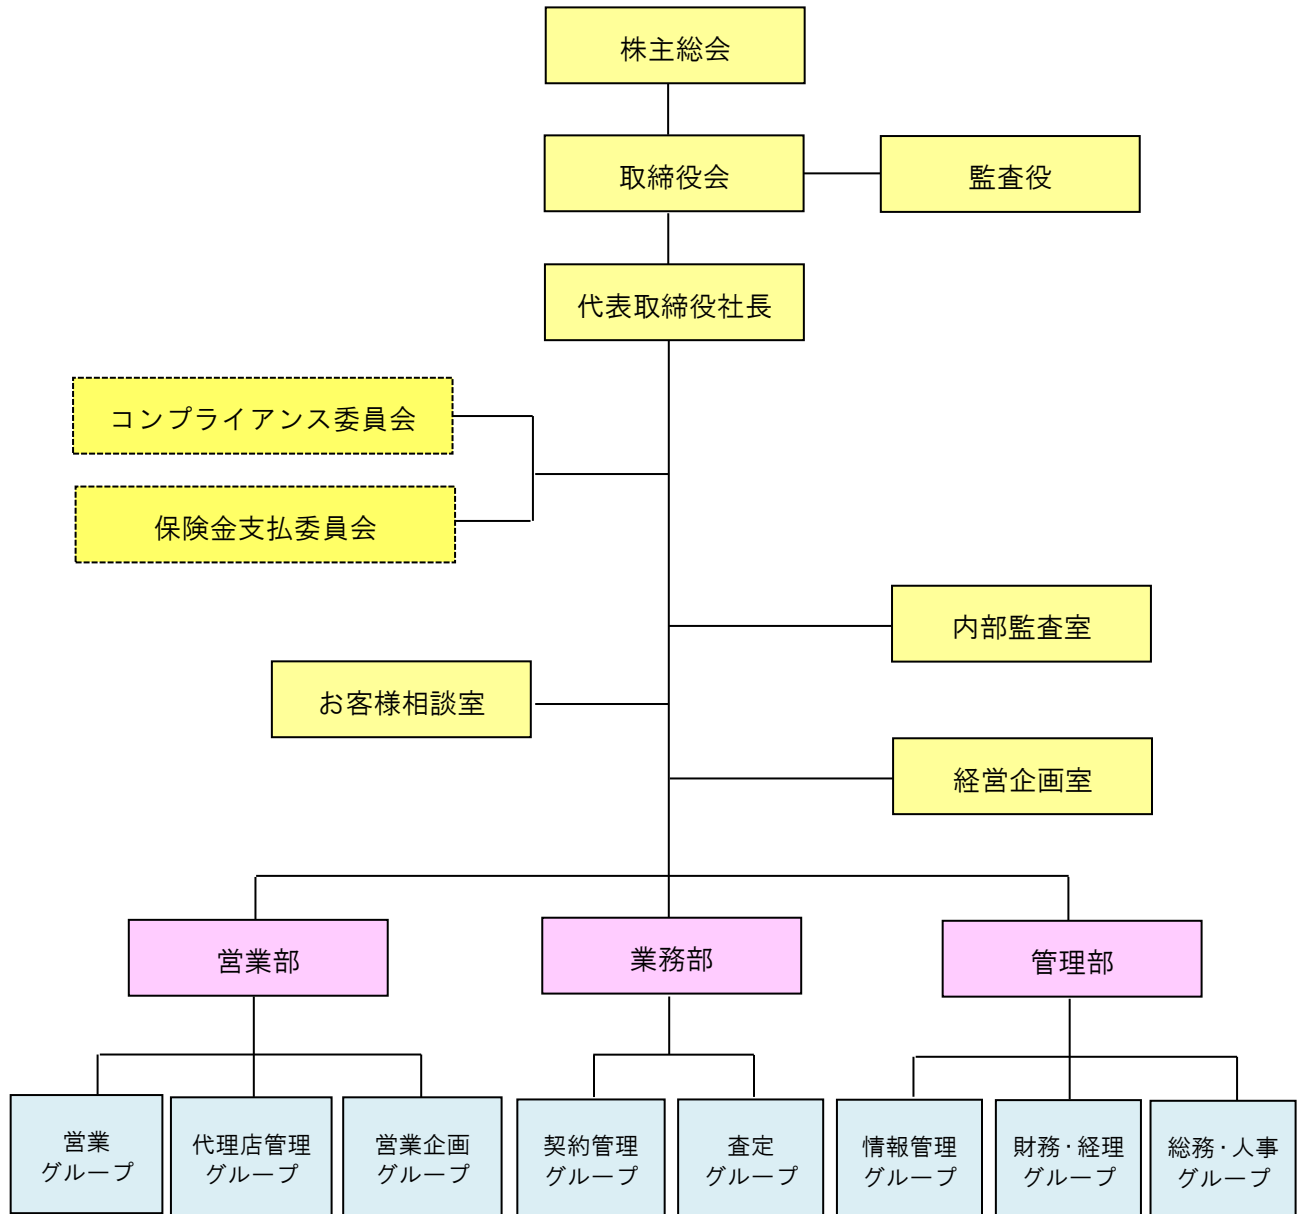 株主総会
取締役会
監査役
代表取締役社長
コンプライアンス委員会
保険金支払委員会
内部監査室
お客様相談室
経営企画室
営業部
業務部
管理部
営業
グループ
代理店管理
グループ
営業企画
グループ
契約管理
グループ
査定
グループ
情報管理
グループ
財務・経理
グループ
総務・人事
グループ